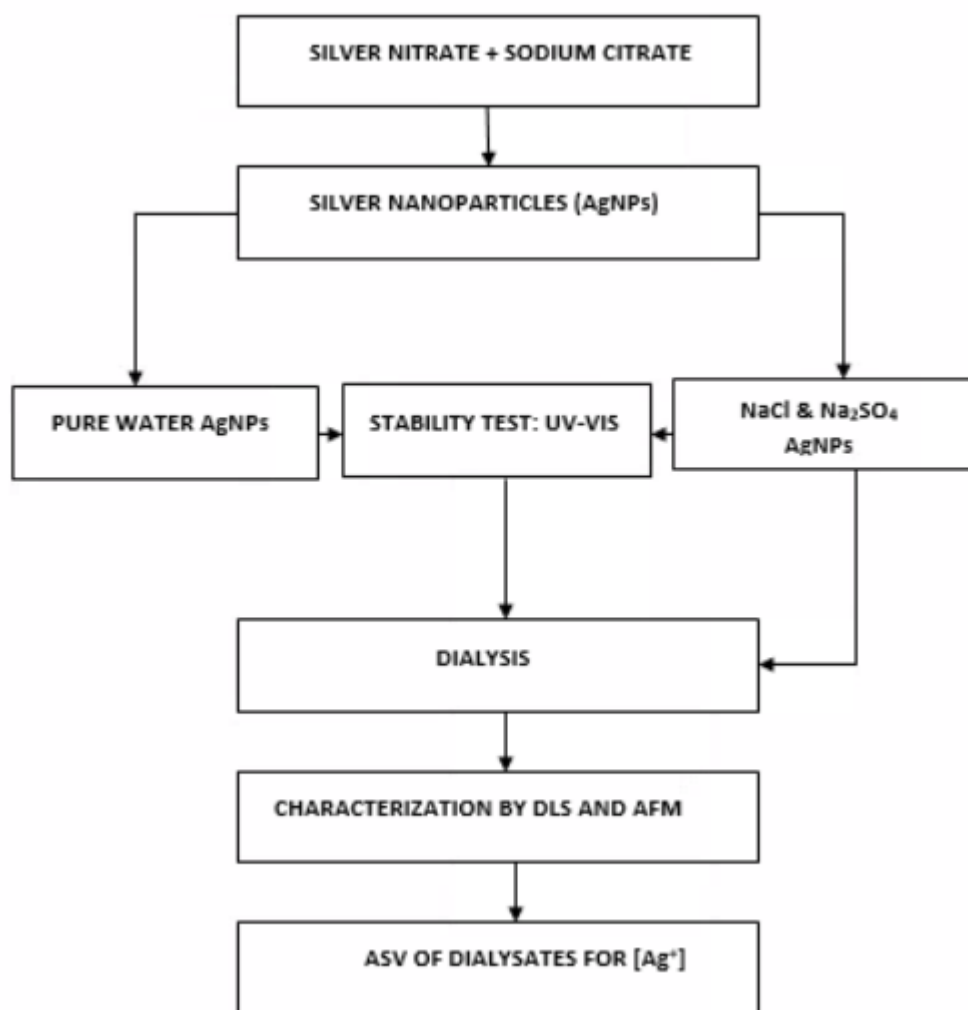 SILVER NITRATE + SODIUM CITRATE
SILVER NANOPARTICLES (AgNPs)
PURE WATER AgNPs
STABILITY TEST: UV-VIS
NaCl & Na₂SO₄
AgNPs
DIALYSIS
CHARACTERIZATION BY DLS AND AFM
ASV OF DIALYSATES FOR [Ag⁺]